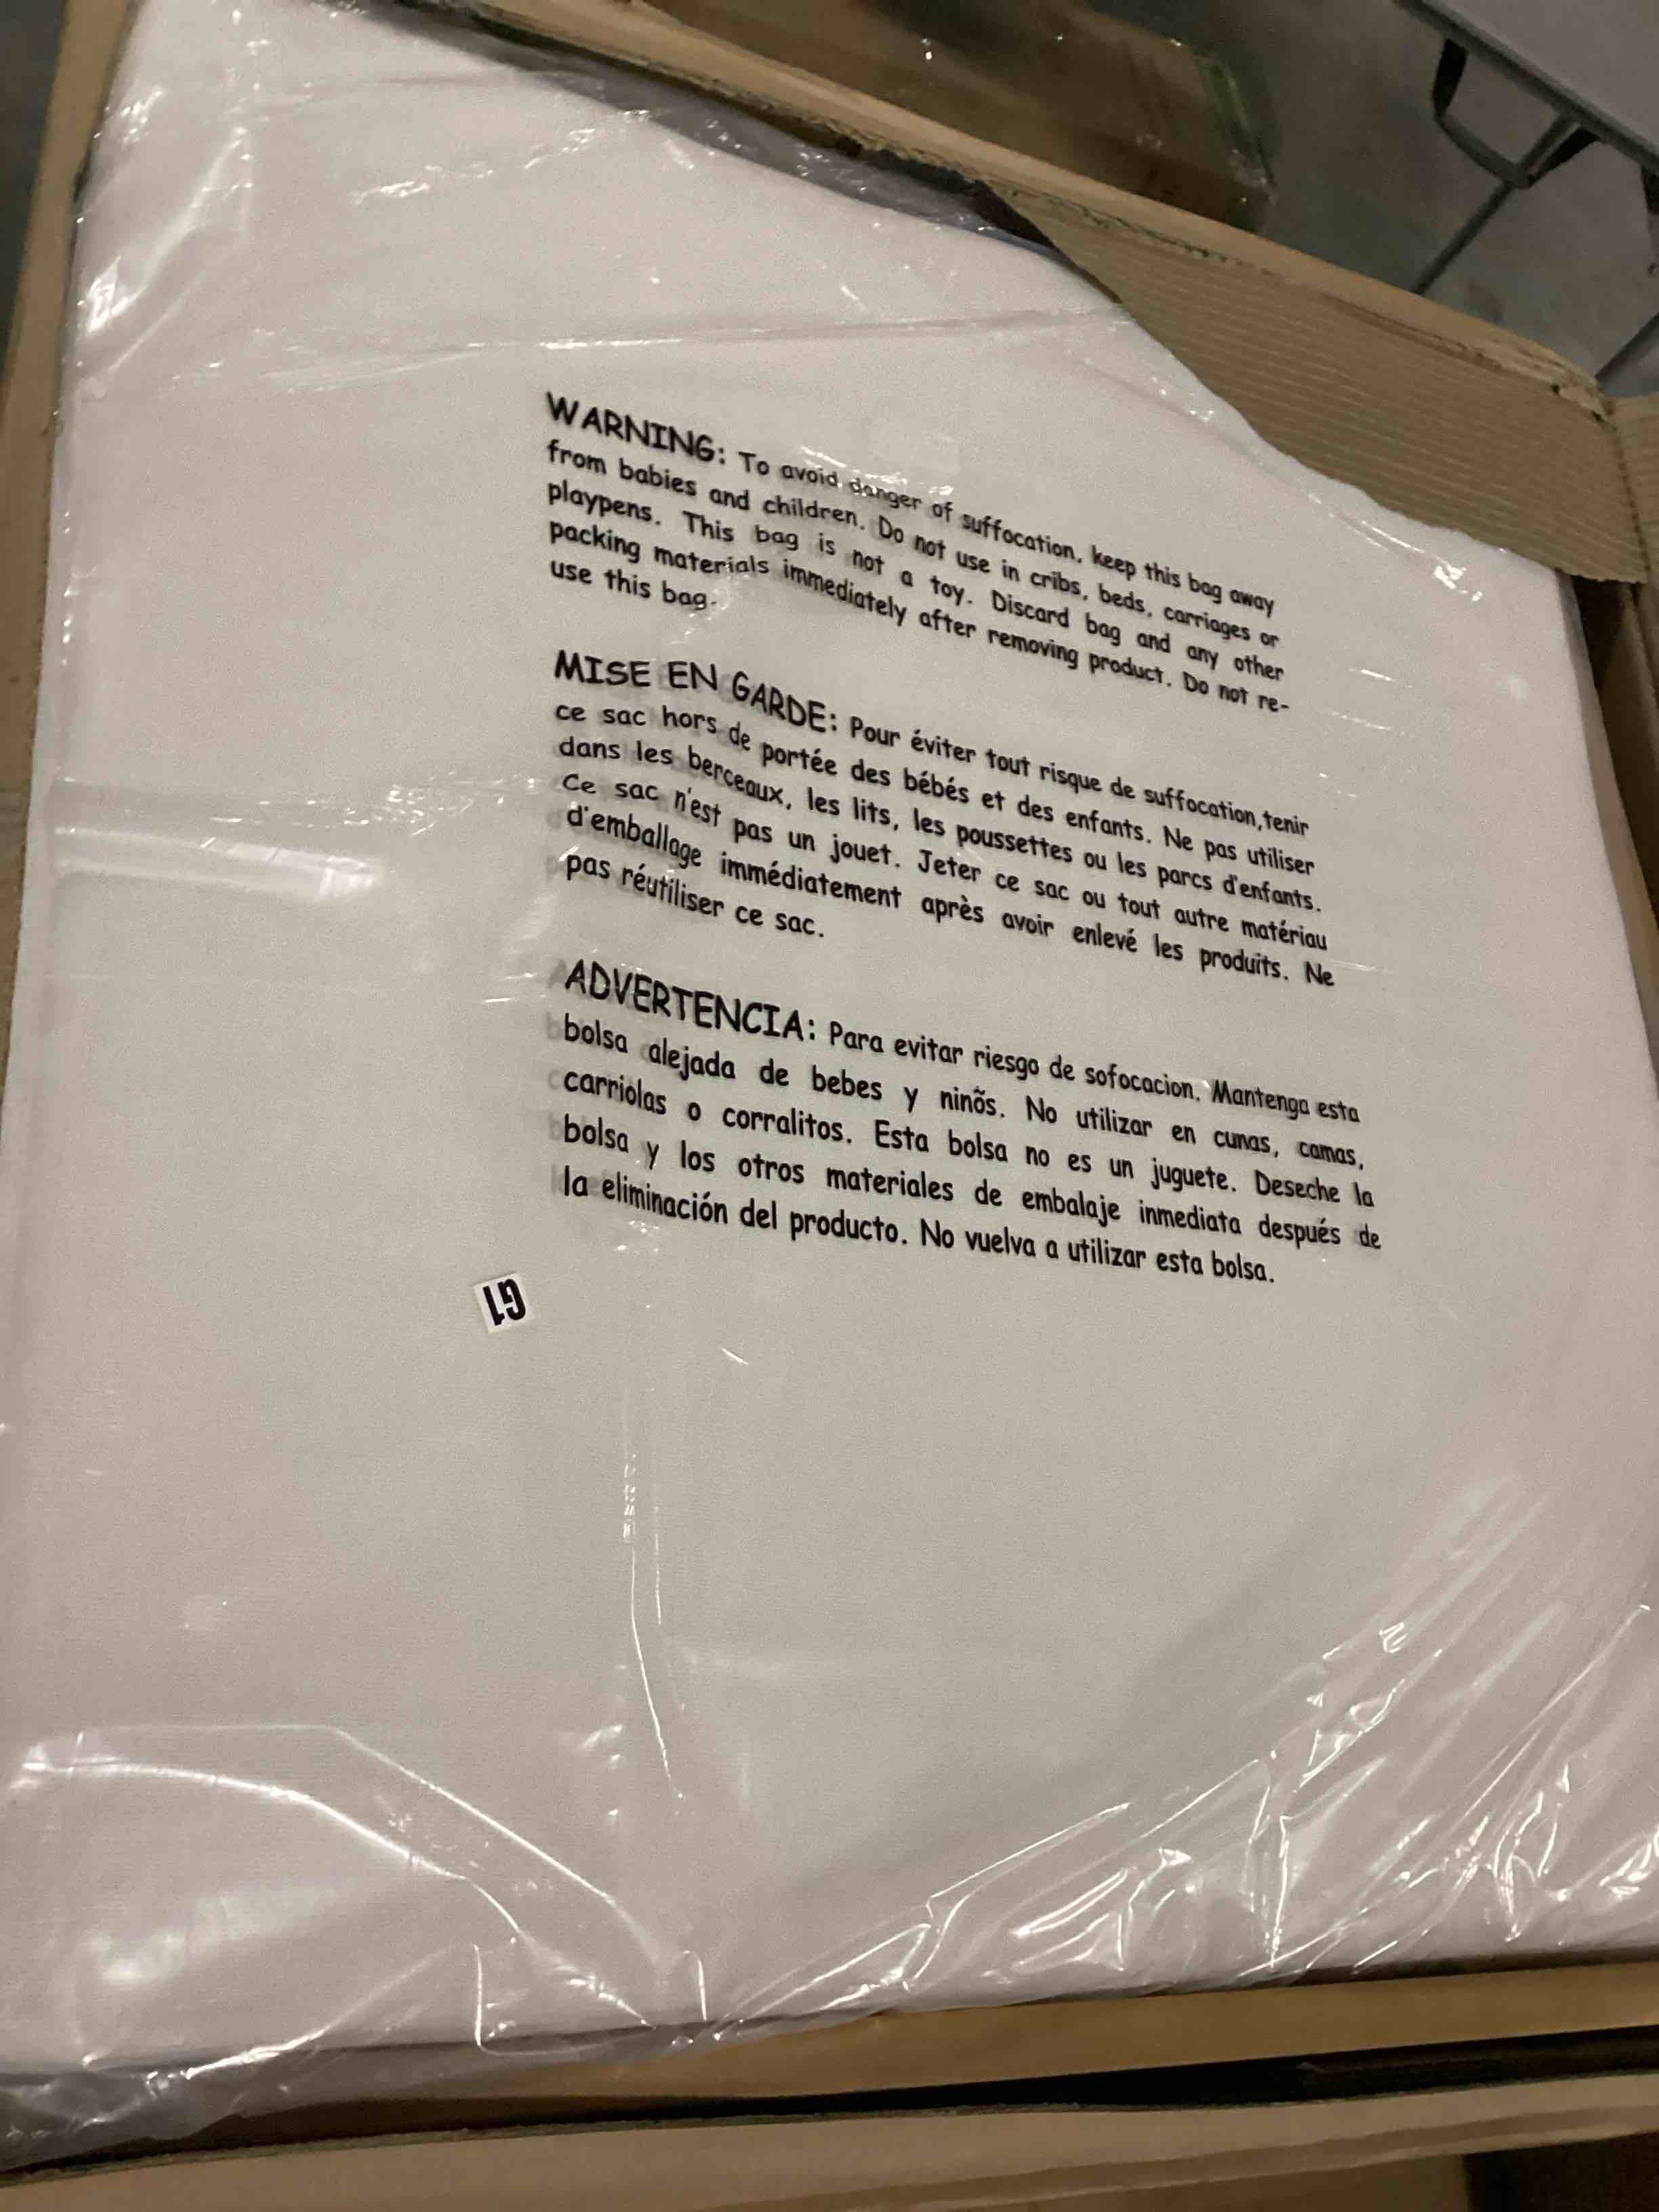 WARNING: To avoid danger of suffocation, keep this bag away
from babies and children. Do not use in cribs, beds, carriages or
playpens. This bag is not a toy. Discard bag and any other
packing materials immediately after removing product. Do not re-
use this bag.
MISE EN GARDE: Pour éviter tout risque de suffocation,tenir
ce sac hors de portée des bébés et des enfants. Ne pas utiliser
dans les berceaux, les lits, les poussettes ou les parcs d'enfants.
Ce sac n'est pas un jouet. Jeter ce sac ou tout autre matériau
d'emballage immédiatement après avoir enlevé les produits. Ne
pas réutiliser ce sac.
ADVERTENCIA: Para evitar riesgo de sofocacion. Mantenga esta
bolsa alejada de bebes y ninõs. No utilizar en cunas, camas,
carriolas o corralitos. Esta bolsa no es un juguete. Deseche la
bolsa y los otros materiales de embalaje inmediata después de
la eliminación del producto. No vuelva a utilizar esta bolsa.
G1